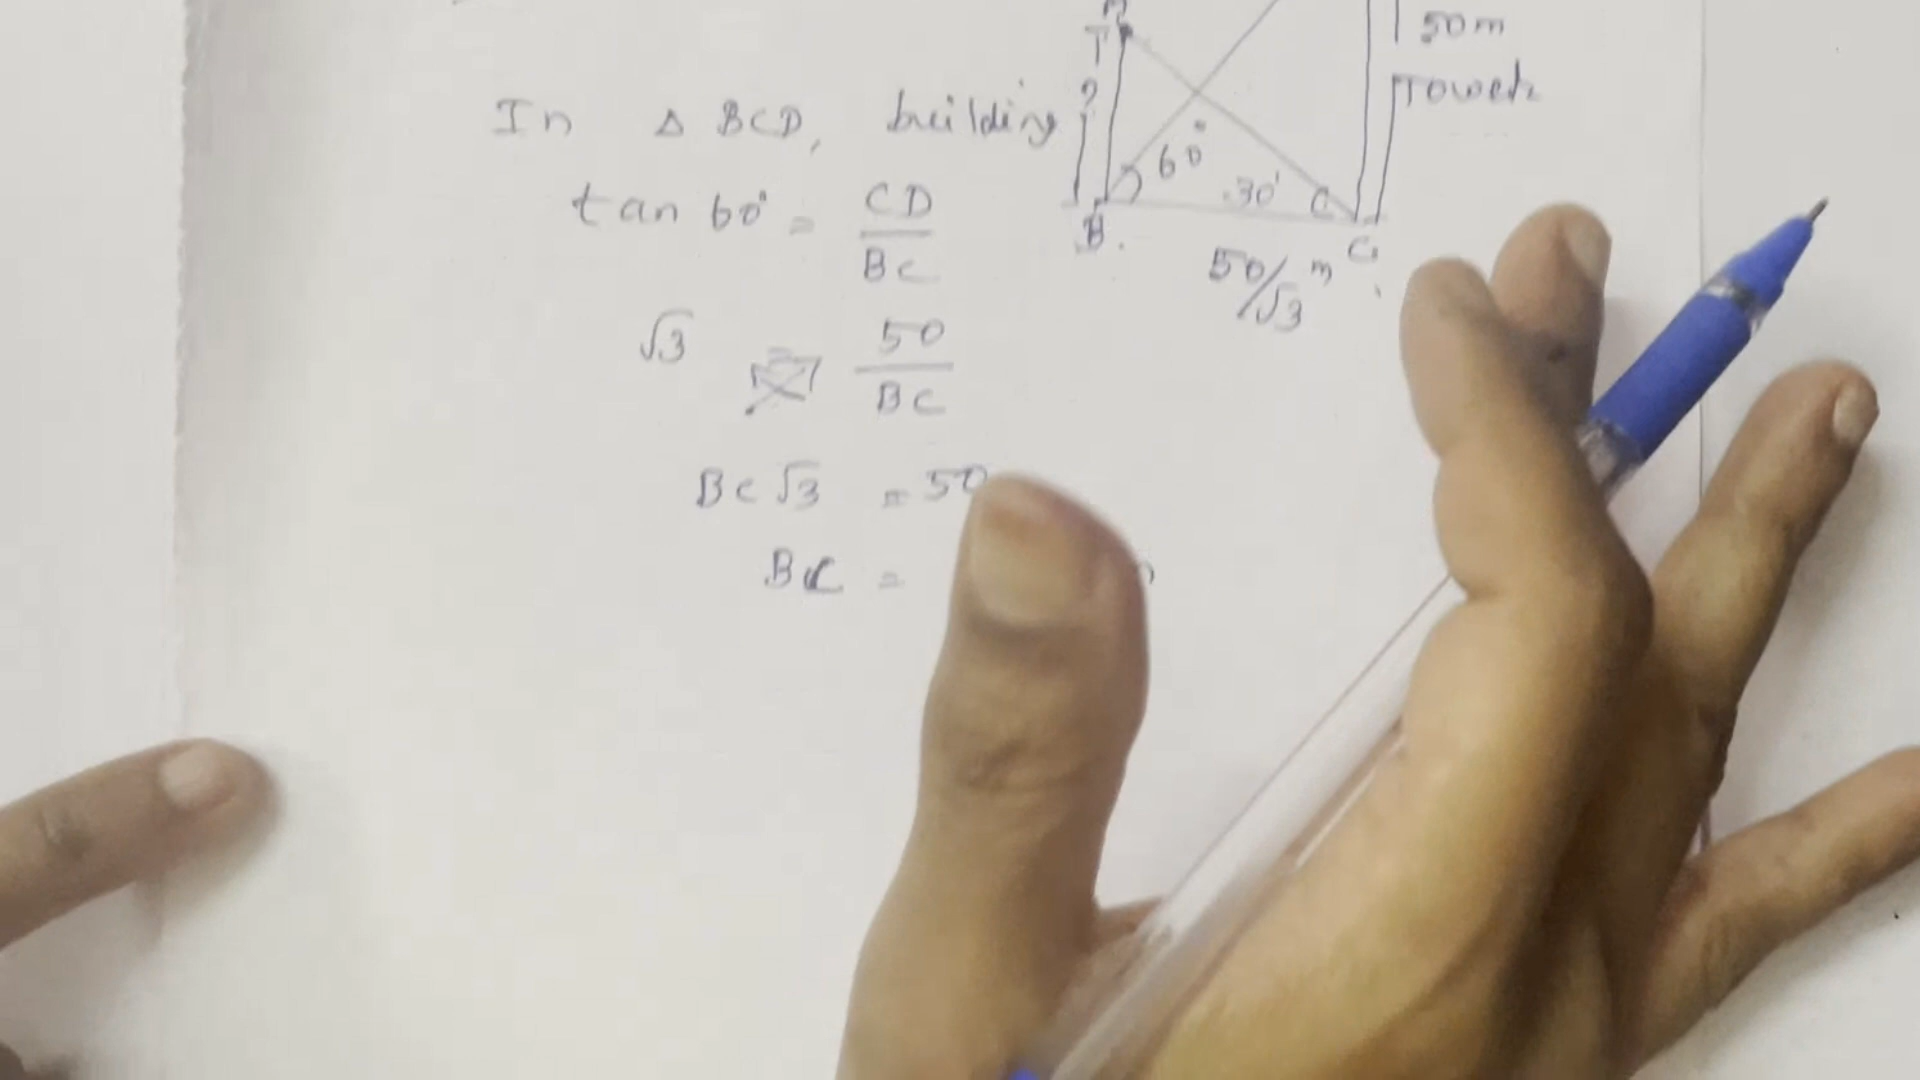 50m
Tower
T
?
In Δ BCD, building
60°
30°
tan 60° = CD/BC
B
C
50/√3 m
√3 = 50/BC
BC√3 = 50
BC =